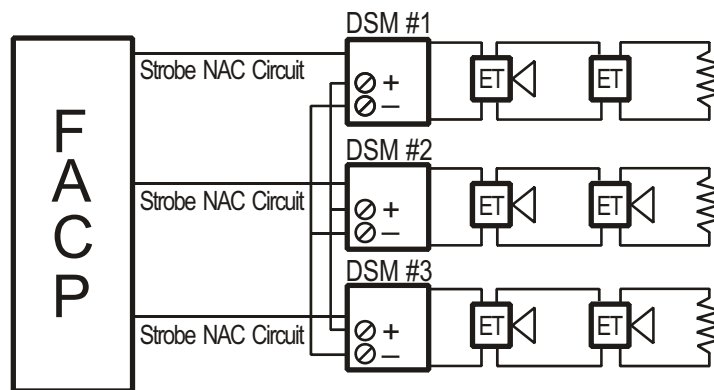 FACP
DSM #1
Strobe NAC Circuit
+
–
ET
ET
DSM #2
Strobe NAC Circuit
+
–
ET
ET
DSM #3
Strobe NAC Circuit
+
–
ET
ET